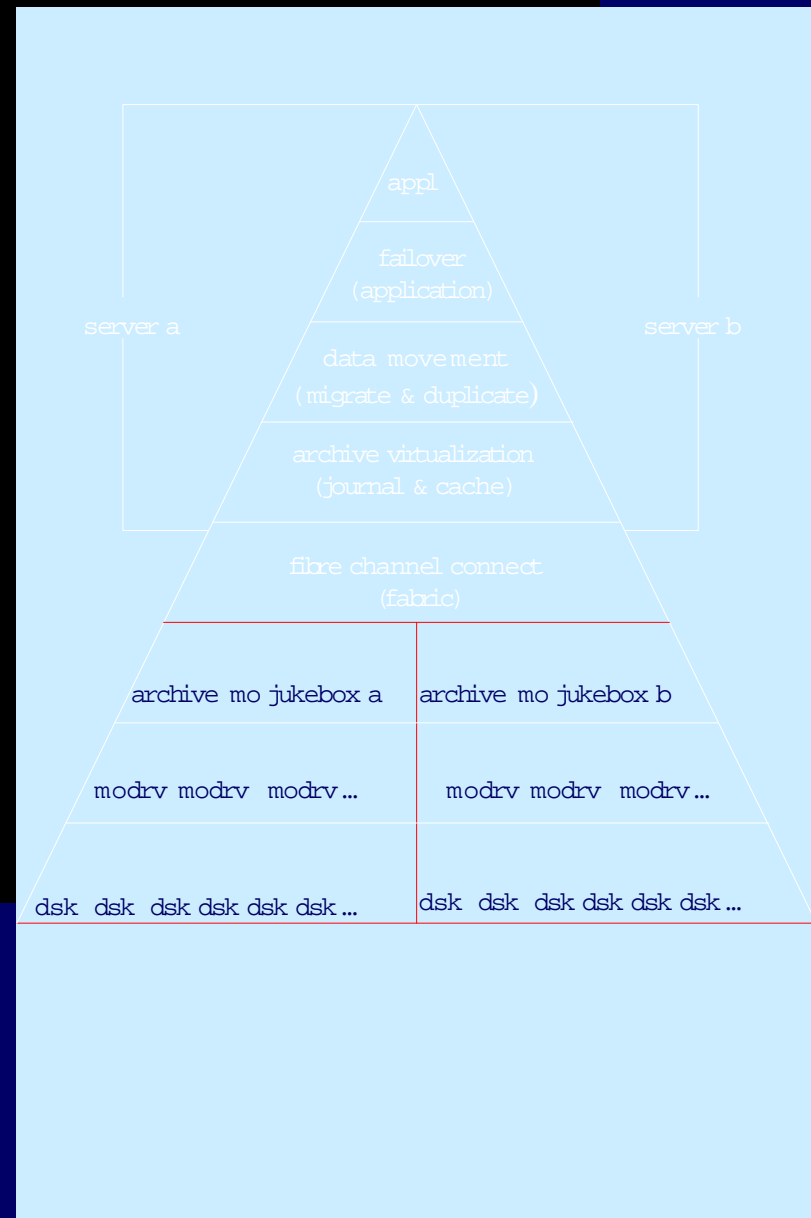 appl
failover
(application)
server a
server b
data movement
(migrate & duplicate)
archive virtualization
(journal & cache)
fibre channel connect
(fabric)
archive mo jukebox a
archive mo jukebox b
modrv modrv modrv...
modrv modrv modrv...
dsk dsk dsk dsk dsk dsk...
dsk dsk dsk dsk dsk dsk...